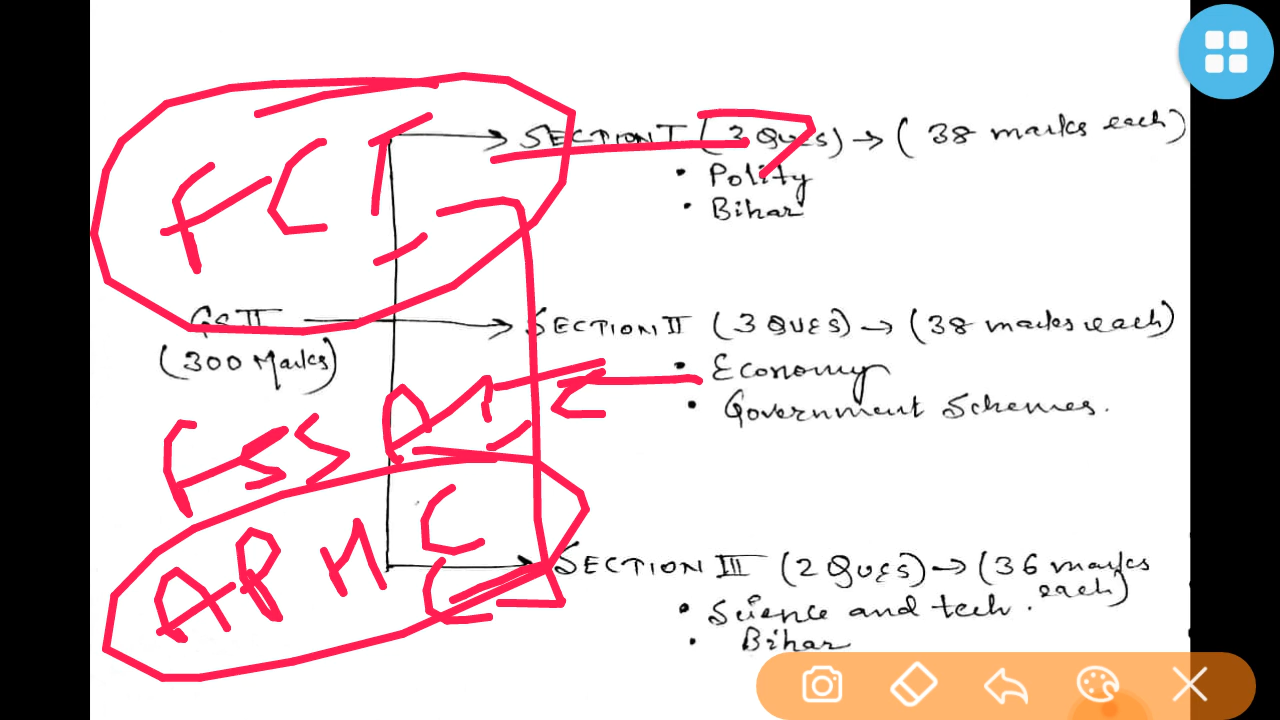 SECTION I (3 Ques) → (38 marks each)
• Polity
• Bihar
FCI
GS II → SECTION II (3 QUES) → (38 marks each)
(300 Marks)
• Economy
• Government Schemes.
APMC
SECTION III (2 Ques) → (36 marks each)
• Science and tech.
• Bihar